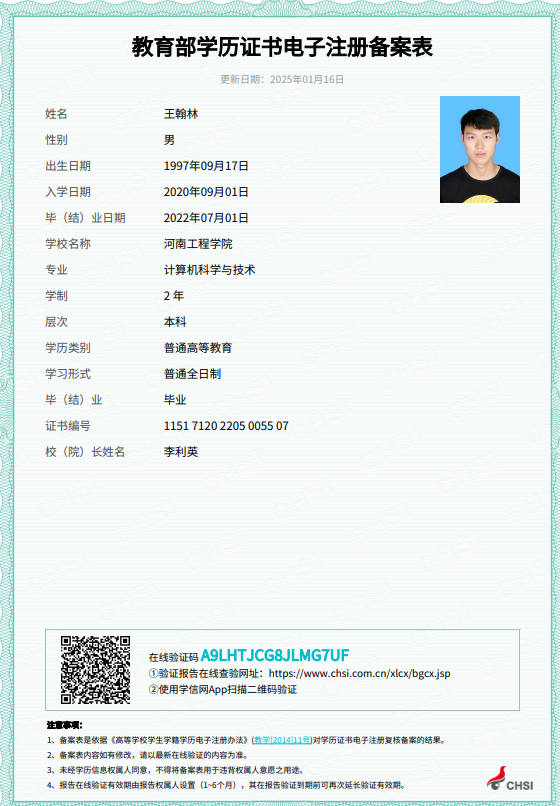 教育部学历证书电子注册备案表
更新日期：2025年01月16日
姓名 王翰林
性别 男
出生日期 1997年09月17日
入学日期 2020年09月01日
毕（结）业日期 2022年07月01日
学校名称 河南工程学院
专业 计算机科学与技术
学制 2 年
层次 本科
学历类别 普通高等教育
学习形式 普通全日制
毕（结）业 毕业
证书编号 1151 7120 2205 0055 07
校（院）长姓名 李利英
在线验证码 A9LHTJCG8JLMG7UF
①验证报告在线查验网址：https://www.chsi.com.cn/xlcx/bgcx.jsp
②使用学信网App扫描二维码验证
注意事项：
1、备案表是依据《高等学校学生学籍学历电子注册办法》(教学[2014]11号)对学历证书电子注册复核备案的结果。
2、备案表内容如有修改，请以最新在线验证的内容为准。
3、未经学历信息权属人同意，不得将备案表用于违背权属人意愿之用途。
4、报告在线验证有效期由报告权属人设置（1~6个月），其在报告验证到期前可再次延长验证有效期。
CHSI